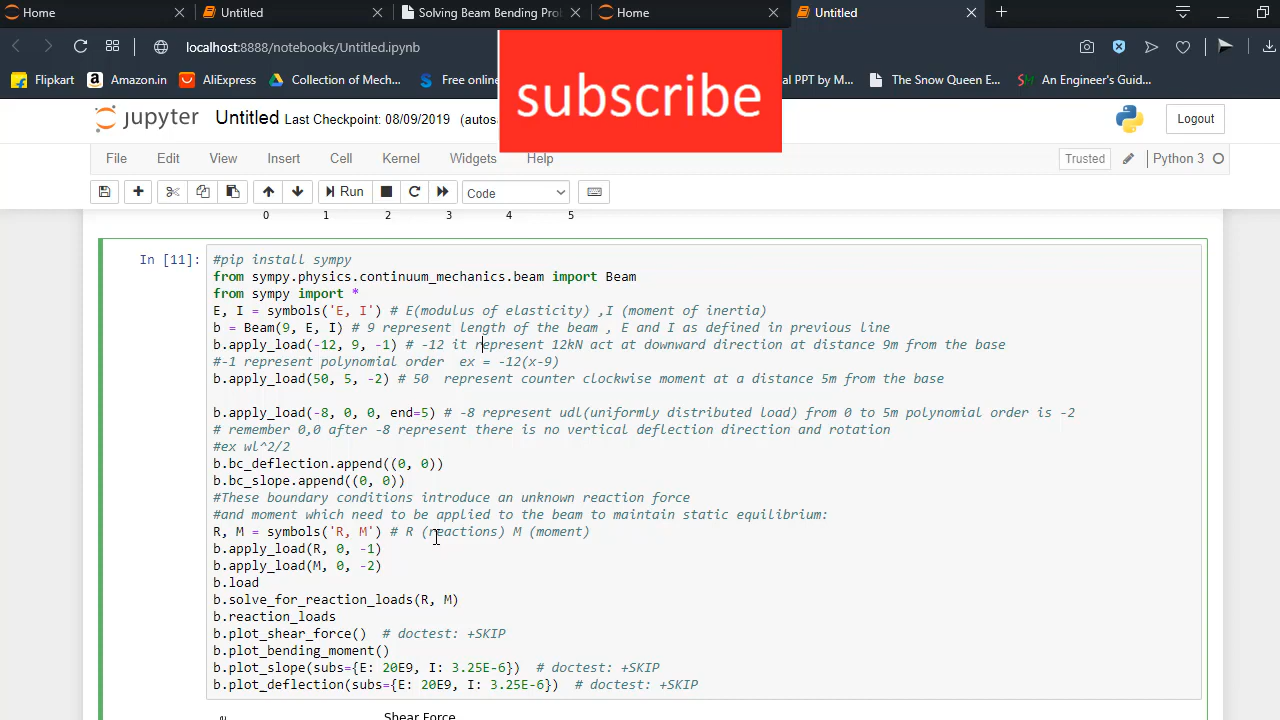 Home
Untitled
Solving Beam Bending Pro
Home
Untitled
localhost:8888/notebooks/Untitled.ipynb
Flipkart
Amazon.in
AliExpress
Collection of Mech...
Free onlin
al PPT by M...
The Snow Queen E...
An Engineer's Guid...
subscribe
jupyter Untitled Last Checkpoint: 08/09/2019 (autos
Logout
File Edit View Insert Cell Kernel Widgets Help
Trusted
Python 3
Run
Code
0 1 2 3 4 5
In [11]:
#pip install sympy
from sympy.physics.continuum_mechanics.beam import Beam
from sympy import *
E, I = symbols('E, I') # E(modulus of elasticity) ,I (moment of inertia)
b = Beam(9, E, I) # 9 represent length of the beam , E and I as defined in previous line
b.apply_load(-12, 9, -1) # -12 it represent 12kN act at downward direction at distance 9m from the base
#-1 represent polynomial order  ex = -12(x-9)
b.apply_load(50, 5, -2) # 50  represent counter clockwise moment at a distance 5m from the base
b.apply_load(-8, 0, 0, end=5) # -8 represent udl(uniformly distributed load) from 0 to 5m polynomial order is -2
# remember 0,0 after -8 represent there is no vertical deflection direction and rotation
#ex wl^2/2
b.bc_deflection.append((0, 0))
b.bc_slope.append((0, 0))
#These boundary conditions introduce an unknown reaction force
#and moment which need to be applied to the beam to maintain static equilibrium:
R, M = symbols('R, M') # R (reactions) M (moment)
b.apply_load(R, 0, -1)
b.apply_load(M, 0, -2)
b.load
b.solve_for_reaction_loads(R, M)
b.reaction_loads
b.plot_shear_force()  # doctest: +SKIP
b.plot_bending_moment()
b.plot_slope(subs={E: 20E9, I: 3.25E-6})  # doctest: +SKIP
b.plot_deflection(subs={E: 20E9, I: 3.25E-6})  # doctest: +SKIP
Shear Force